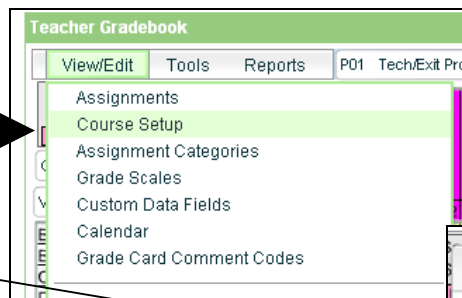 Teacher Gradebook
View/Edit Tools Reports P01 Tech/Exit Pro
Assignments
Course Setup
Assignment Categories
Grade Scales
Custom Data Fields
Calendar
Grade Card Comment Codes